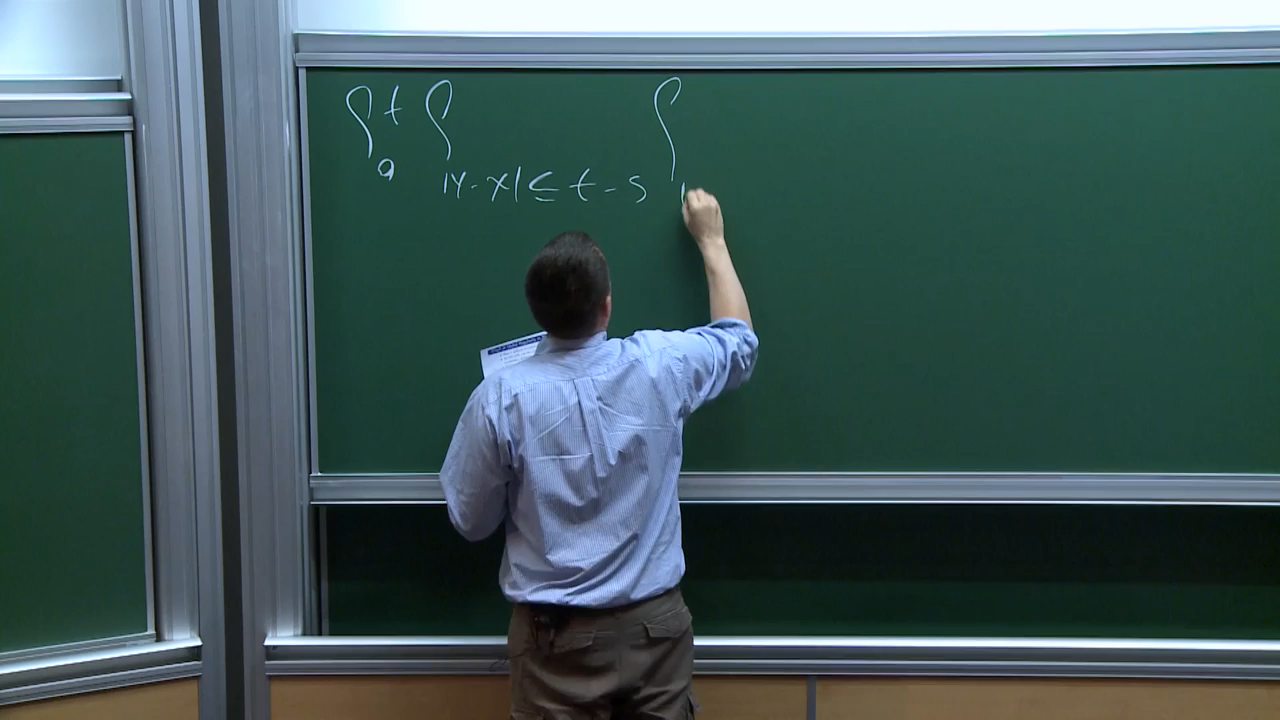 ∫₀ᵗ ∫_{|y-x| ≤ t-s} ∫